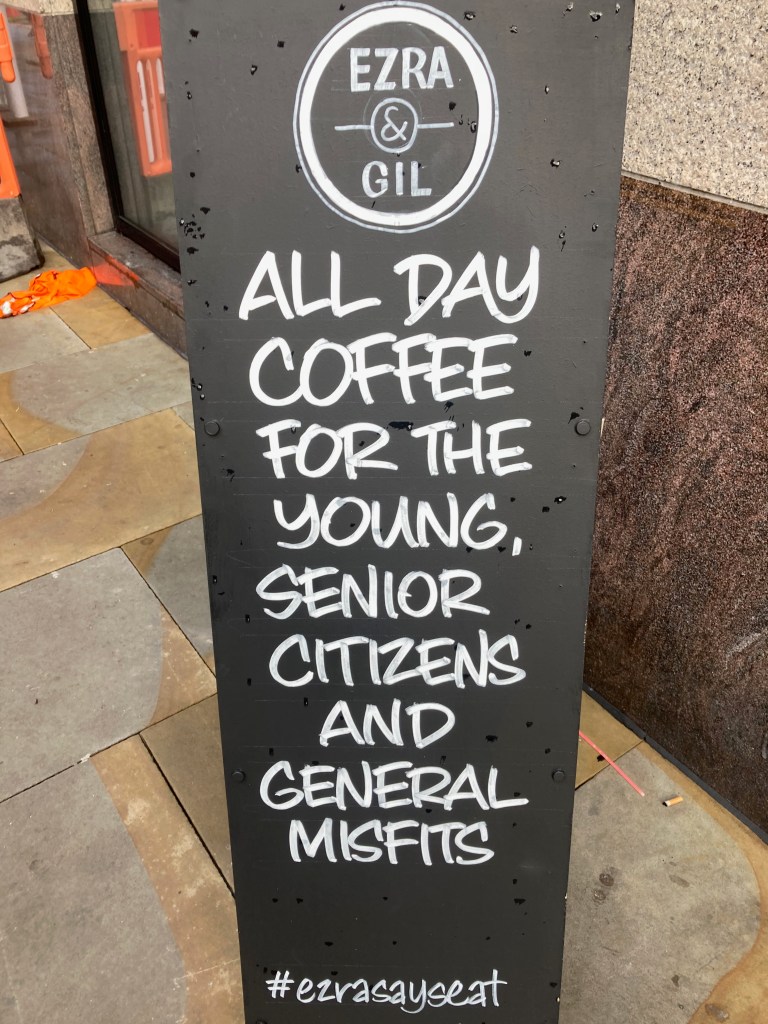 EZRA
&
GIL
ALL DAY
COFFEE
FOR THE
YOUNG,
SENIOR
CITIZENS
AND
GENERAL
MISFITS
#ezrasayseat